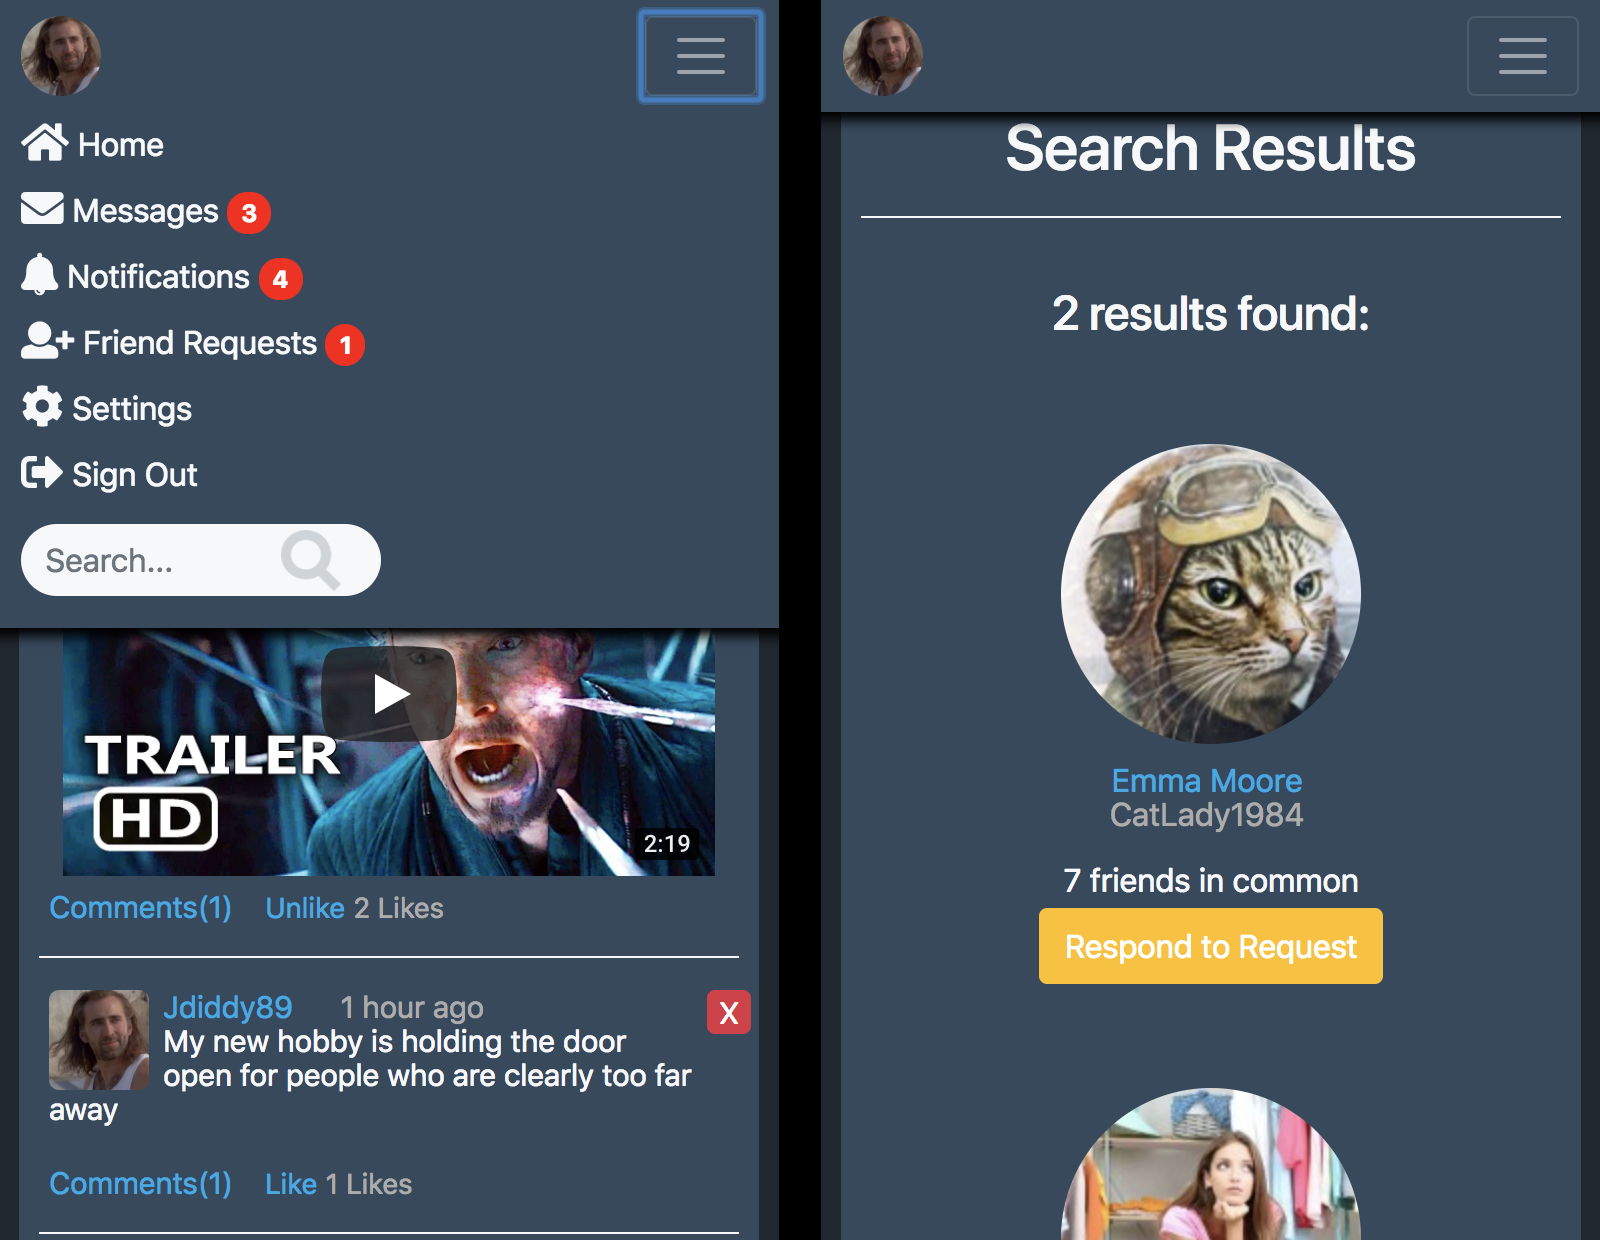 Home
Messages 3
Notifications 4
Friend Requests 1
Settings
Sign Out
Search...
TRAILER
HD
2:19
Comments(1) Unlike 2 Likes
Jdiddy89 1 hour ago
X
My new hobby is holding the door
open for people who are clearly too far
away
Comments(1) Like 1 Likes
Search Results
2 results found:
Emma Moore
CatLady1984
7 friends in common
Respond to Request